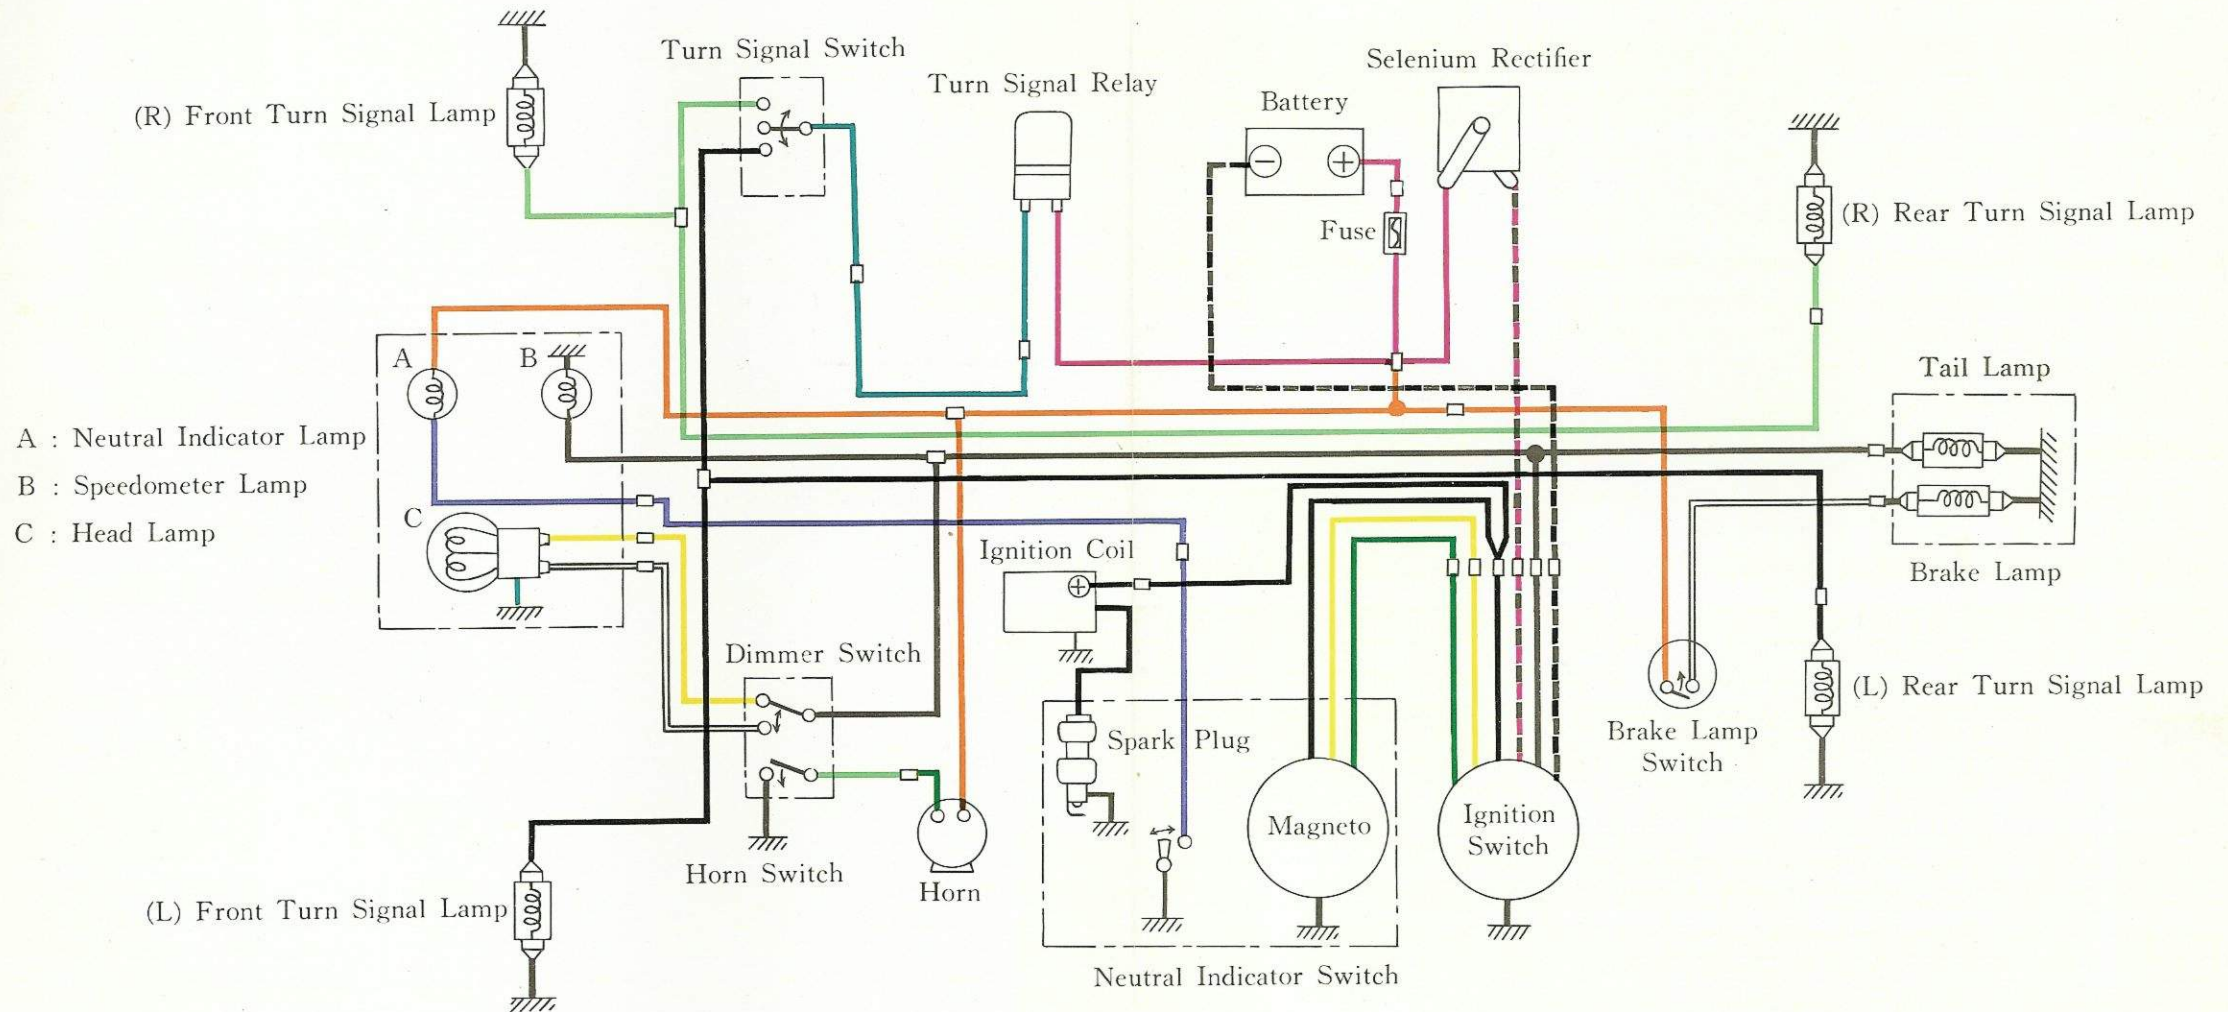 Turn Signal Switch
Selenium Rectifier
Turn Signal Relay
Battery
(R) Front Turn Signal Lamp
−
+
(R) Rear Turn Signal Lamp
Fuse
A
B
Tail Lamp
A : Neutral Indicator Lamp
B : Speedometer Lamp
C
C : Head Lamp
Ignition Coil
+
Brake Lamp
Dimmer Switch
(L) Rear Turn Signal Lamp
Spark Plug
Brake Lamp
Switch
Magneto
Ignition
Switch
Horn Switch
Horn
(L) Front Turn Signal Lamp
Neutral Indicator Switch